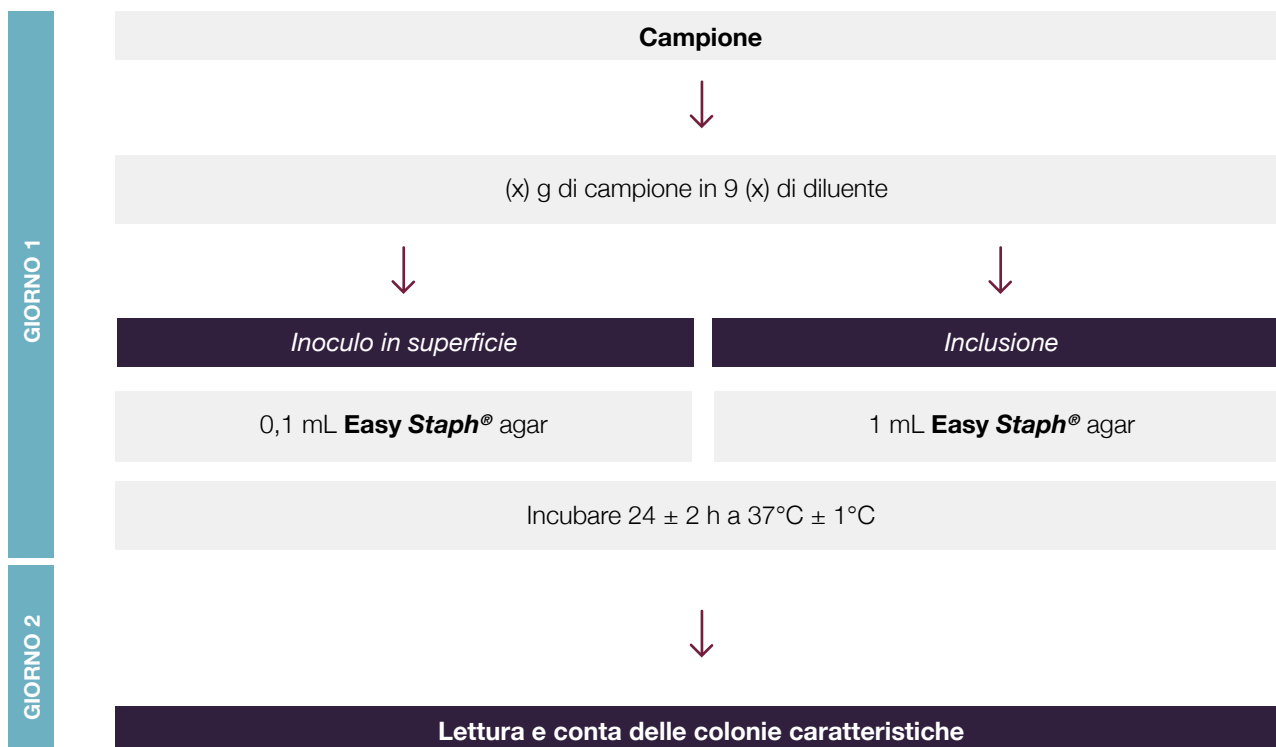 GIORNO 1
Campione
(x) g di campione in 9 (x) di diluente
Inoculo in superficie
Inclusione
0,1 mL Easy Staph® agar
1 mL Easy Staph® agar
Incubare 24 ± 2 h a 37°C ± 1°C
GIORNO 2
Lettura e conta delle colonie caratteristiche